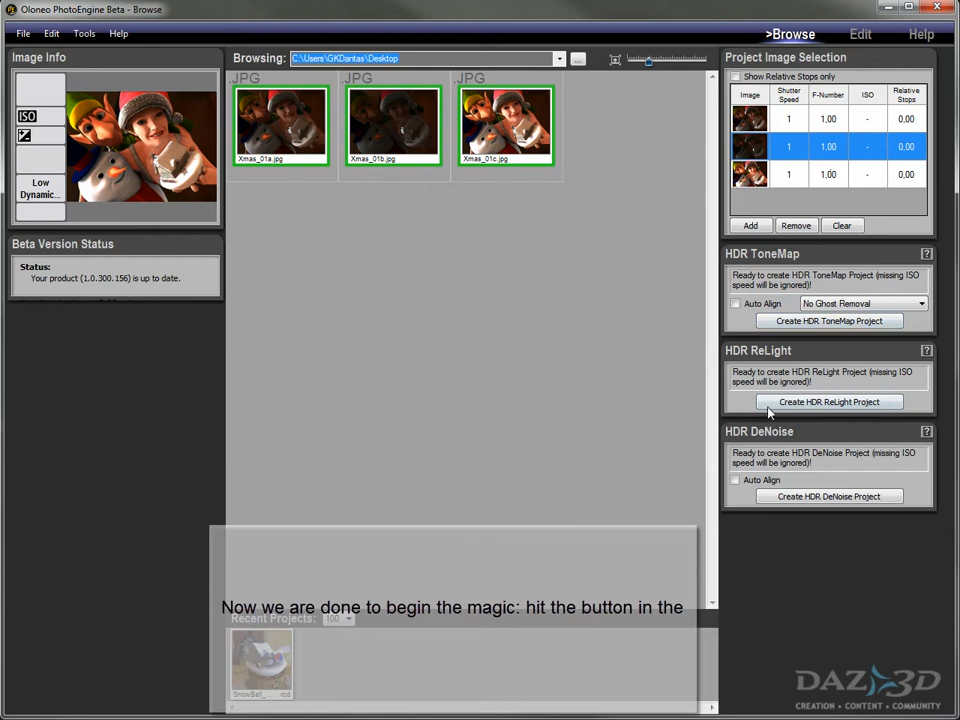 Oloneo PhotoEngine Beta - Browse
File Edit Tools Help
>Browse Edit Help
Image Info
ISO
Low
Dynamic...
Beta Version Status
Status:
Your product (1.0.300.156) is up to date.
Browsing: C:\Users\GKDantas\Desktop ...
.JPG .JPG .JPG
Xmas_01a.jpg Xmas_01b.jpg Xmas_01c.jpg
Project Image Selection
Show Relative Stops only
Image Shutter Speed F-Number ISO Relative Stops
1 1,00 - 0,00
1 1,00 - 0,00
1 1,00 - 0,00
Add Remove Clear
HDR ToneMap ?
Ready to create HDR ToneMap Project (missing ISO
speed will be ignored)!
Auto Align No Ghost Removal
Create HDR ToneMap Project
HDR ReLight ?
Ready to create HDR ReLight Project (missing ISO
speed will be ignored)!
Create HDR ReLight Project
HDR DeNoise ?
Ready to create HDR DeNoise Project (missing ISO
speed will be ignored)!
Auto Align
Create HDR DeNoise Project
Now we are done to begin the magic: hit the button in the
Recent Projects: 100
SnowBall_... .rcd
DAZ 3D
CREATION • CONTENT • COMMUNITY